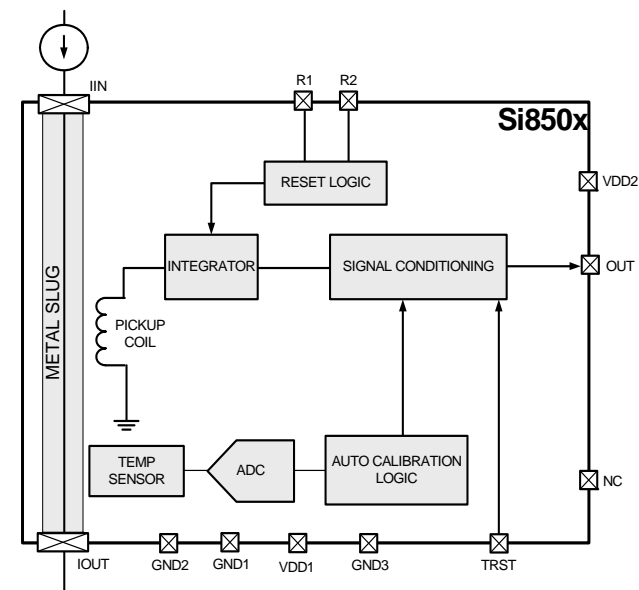 IIN
R1
R2
Si850x
RESET LOGIC
VDD2
INTEGRATOR
SIGNAL CONDITIONING
OUT
METAL SLUG
PICKUP
COIL
TEMP
SENSOR
ADC
AUTO CALIBRATION
LOGIC
NC
IOUT
GND2
GND1
VDD1
GND3
TRST